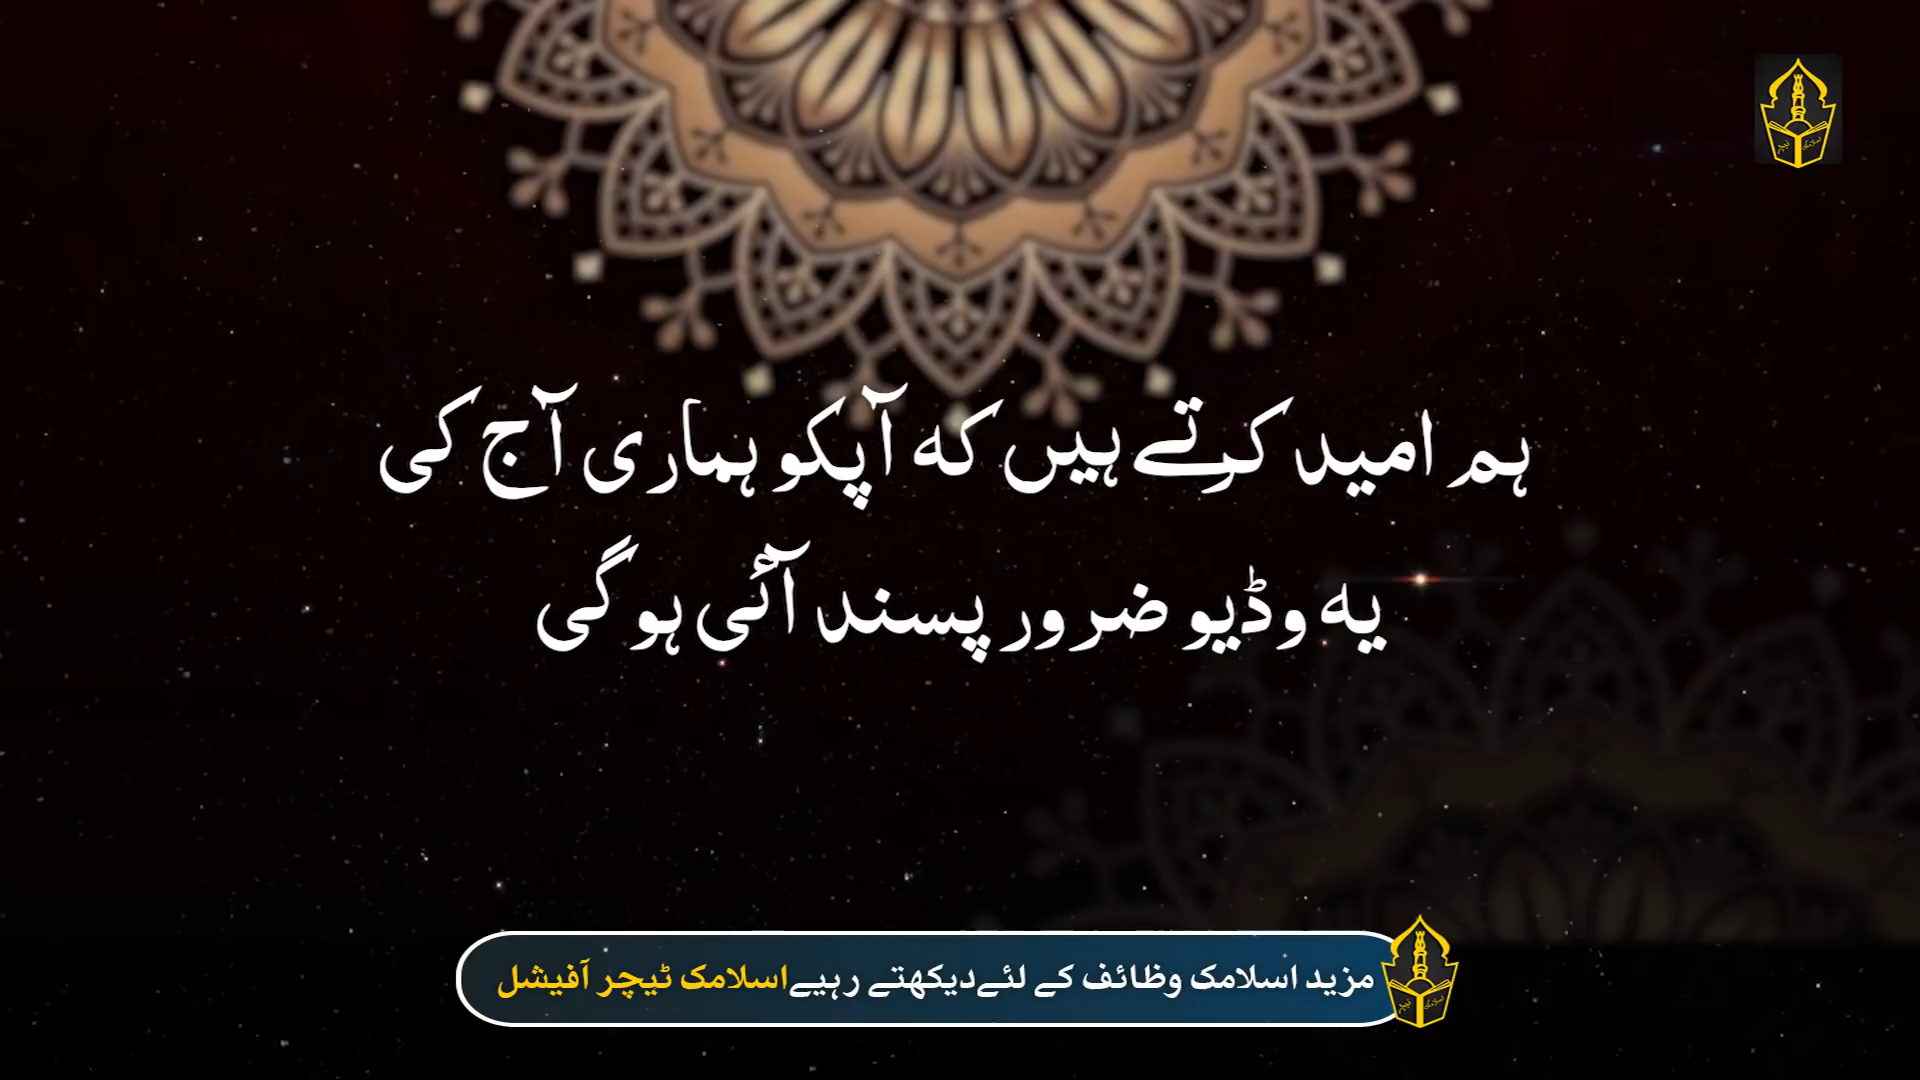 ہم امید کرتے ہیں کہ آپکو ہماری آج کی
یہ وڈیو ضرور پسند آئی ہو گی
مزید اسلامک وظائف کے لئے دیکھتے رہیے اسلامک ٹیچر آفیشل